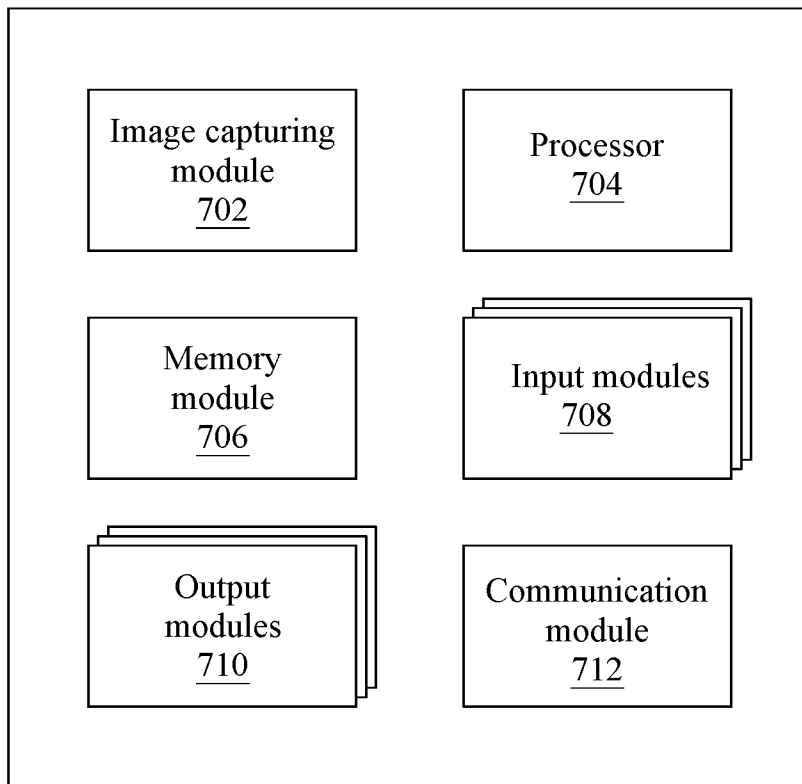 Image capturing
module
702
Processor
704
Memory
module
706
Input modules
708
Output
modules
710
Communication
module
712